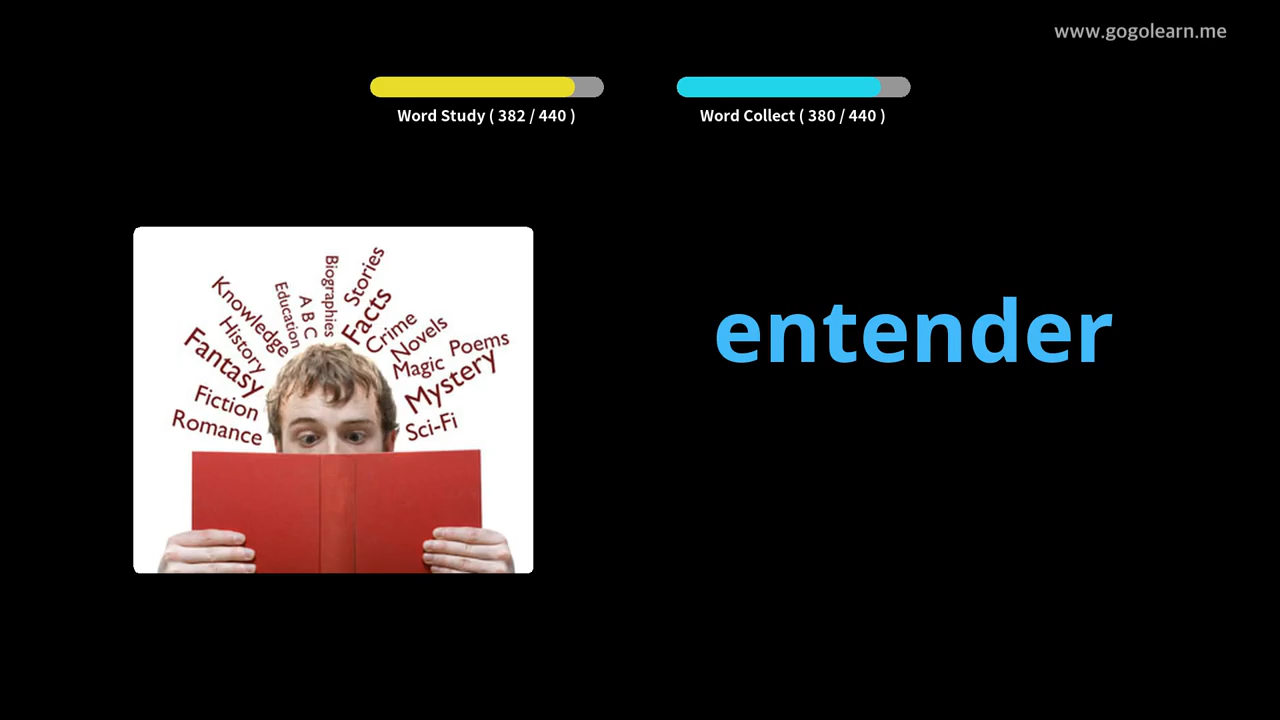 www.gogolearn.me
Word Study ( 382 / 440 )
Word Collect ( 380 / 440 )
entender
Biographies
Stories
Education
A B C
Facts
Knowledge
Crime
History
Novels
Fantasy
Magic
Poems
Mystery
Fiction
Romance
Sci-Fi